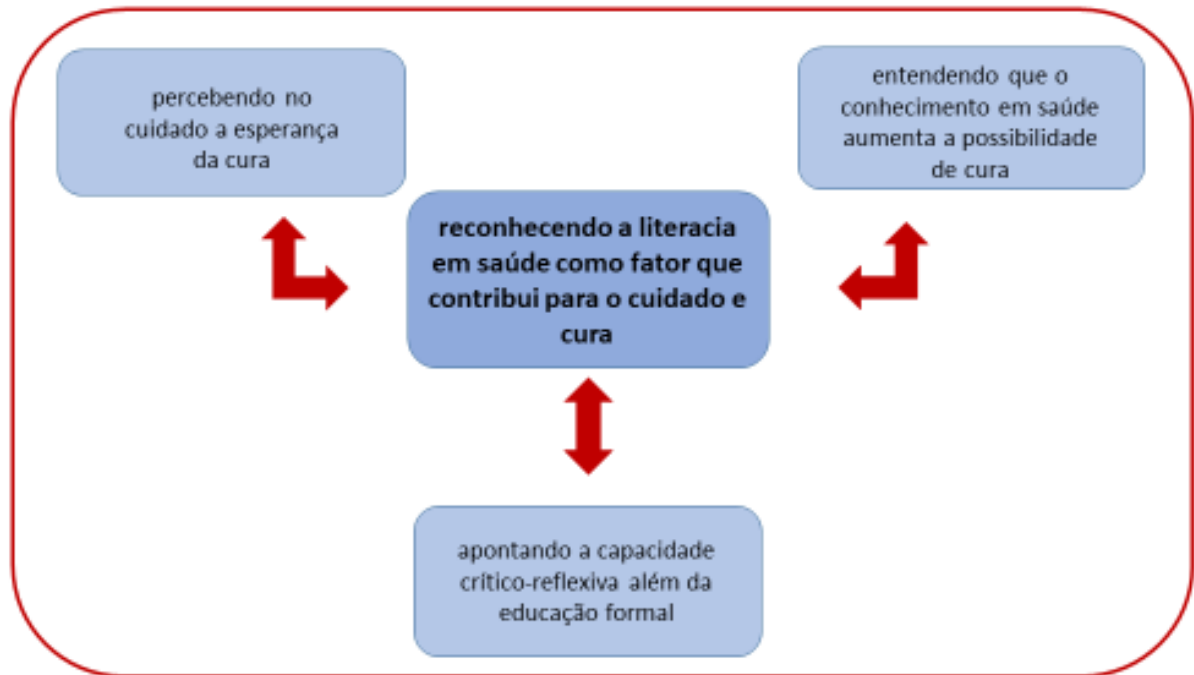 percebendo no
cuidado a esperança
da cura
entendendo que o
conhecimento em saúde
aumenta a possibilidade
de cura
reconhecendo a literacia
em saúde como fator que
contribui para o cuidado e
cura
apontando a capacidade
crítico-reflexiva além da
educação formal